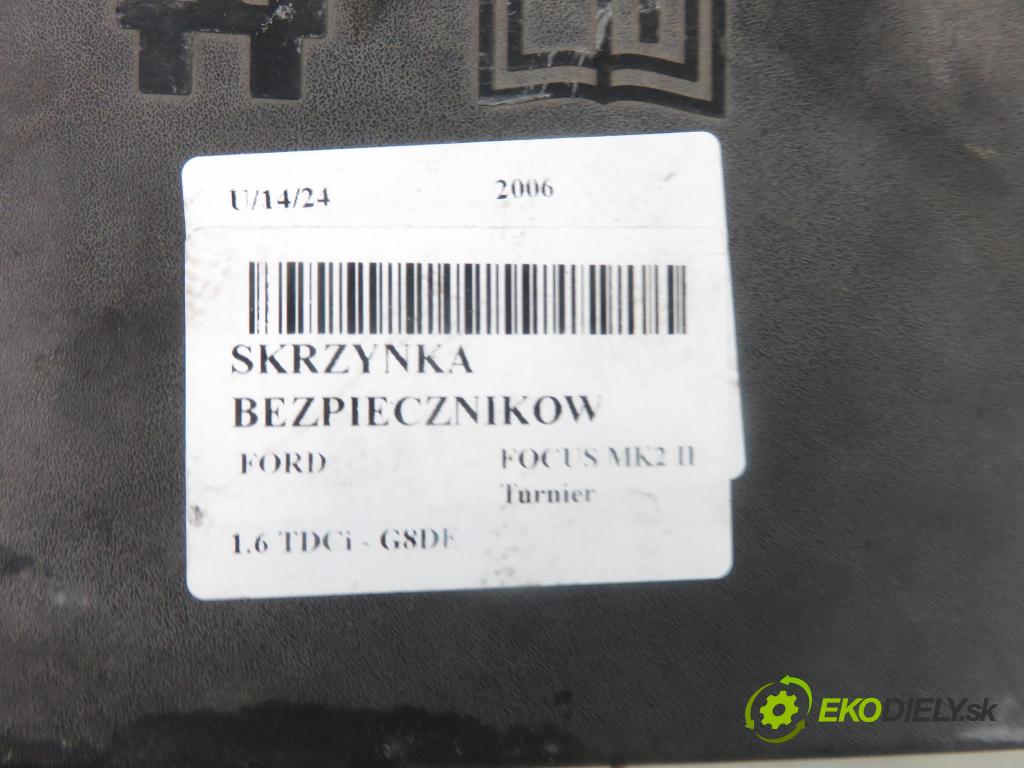 U/14/24 2006
SKRZYNKA
BEZPIECZNIKOW
FORD FOCUS MK2 II
Turnier
1.6 TDCi - G8DE
EKODIELY.sk